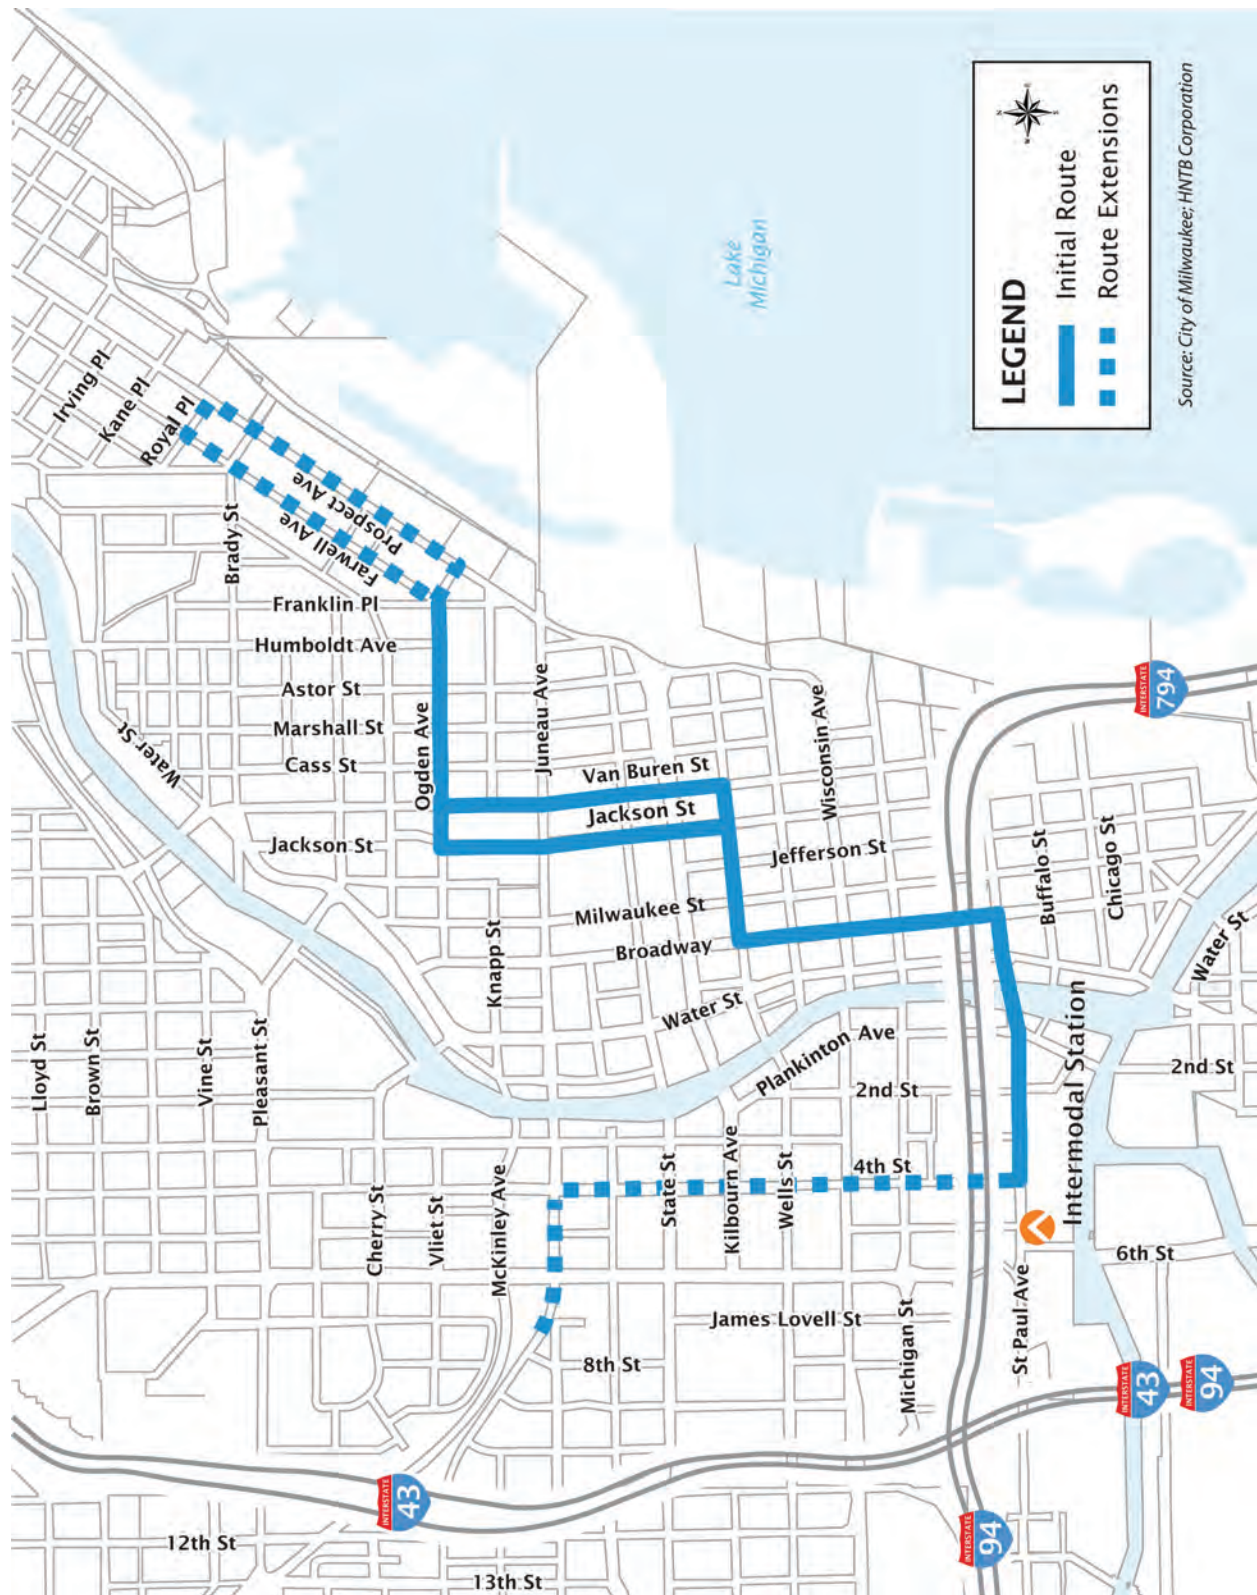 Irving Pl
Kane Pl
Royal Pl
Brady St
Farwell Ave
Prospect Ave
Franklin Pl
Humboldt Ave
Astor St
Marshall St
Cass St
Jackson St
Water St
Ogden Ave
Juneau Ave
Van Buren St
Jackson St
Wisconsin Ave
Jefferson St
Milwaukee St
Broadway
Knapp St
Water St
Plankinton Ave
2nd St
Buffalo St
Chicago St
Water St
2nd St
Lloyd St
Brown St
Vine St
Pleasant St
Cherry St
Vliet St
McKinley Ave
State St
Kilbourn Ave
Wells St
4th St
Intermodal Station
6th St
James Lovell St
8th St
Michigan St
St Paul Ave
12th St
13th St
INTERSTATE
43
INTERSTATE
94
INTERSTATE
43
INTERSTATE
94
INTERSTATE
794
Lake
Michigan
LEGEND
Initial Route
Route Extensions
Source: City of Milwaukee; HNTB Corporation